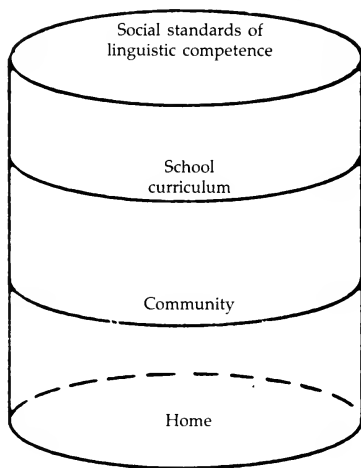 Social standards of
linguistic competence
School
curriculum
Community
Home